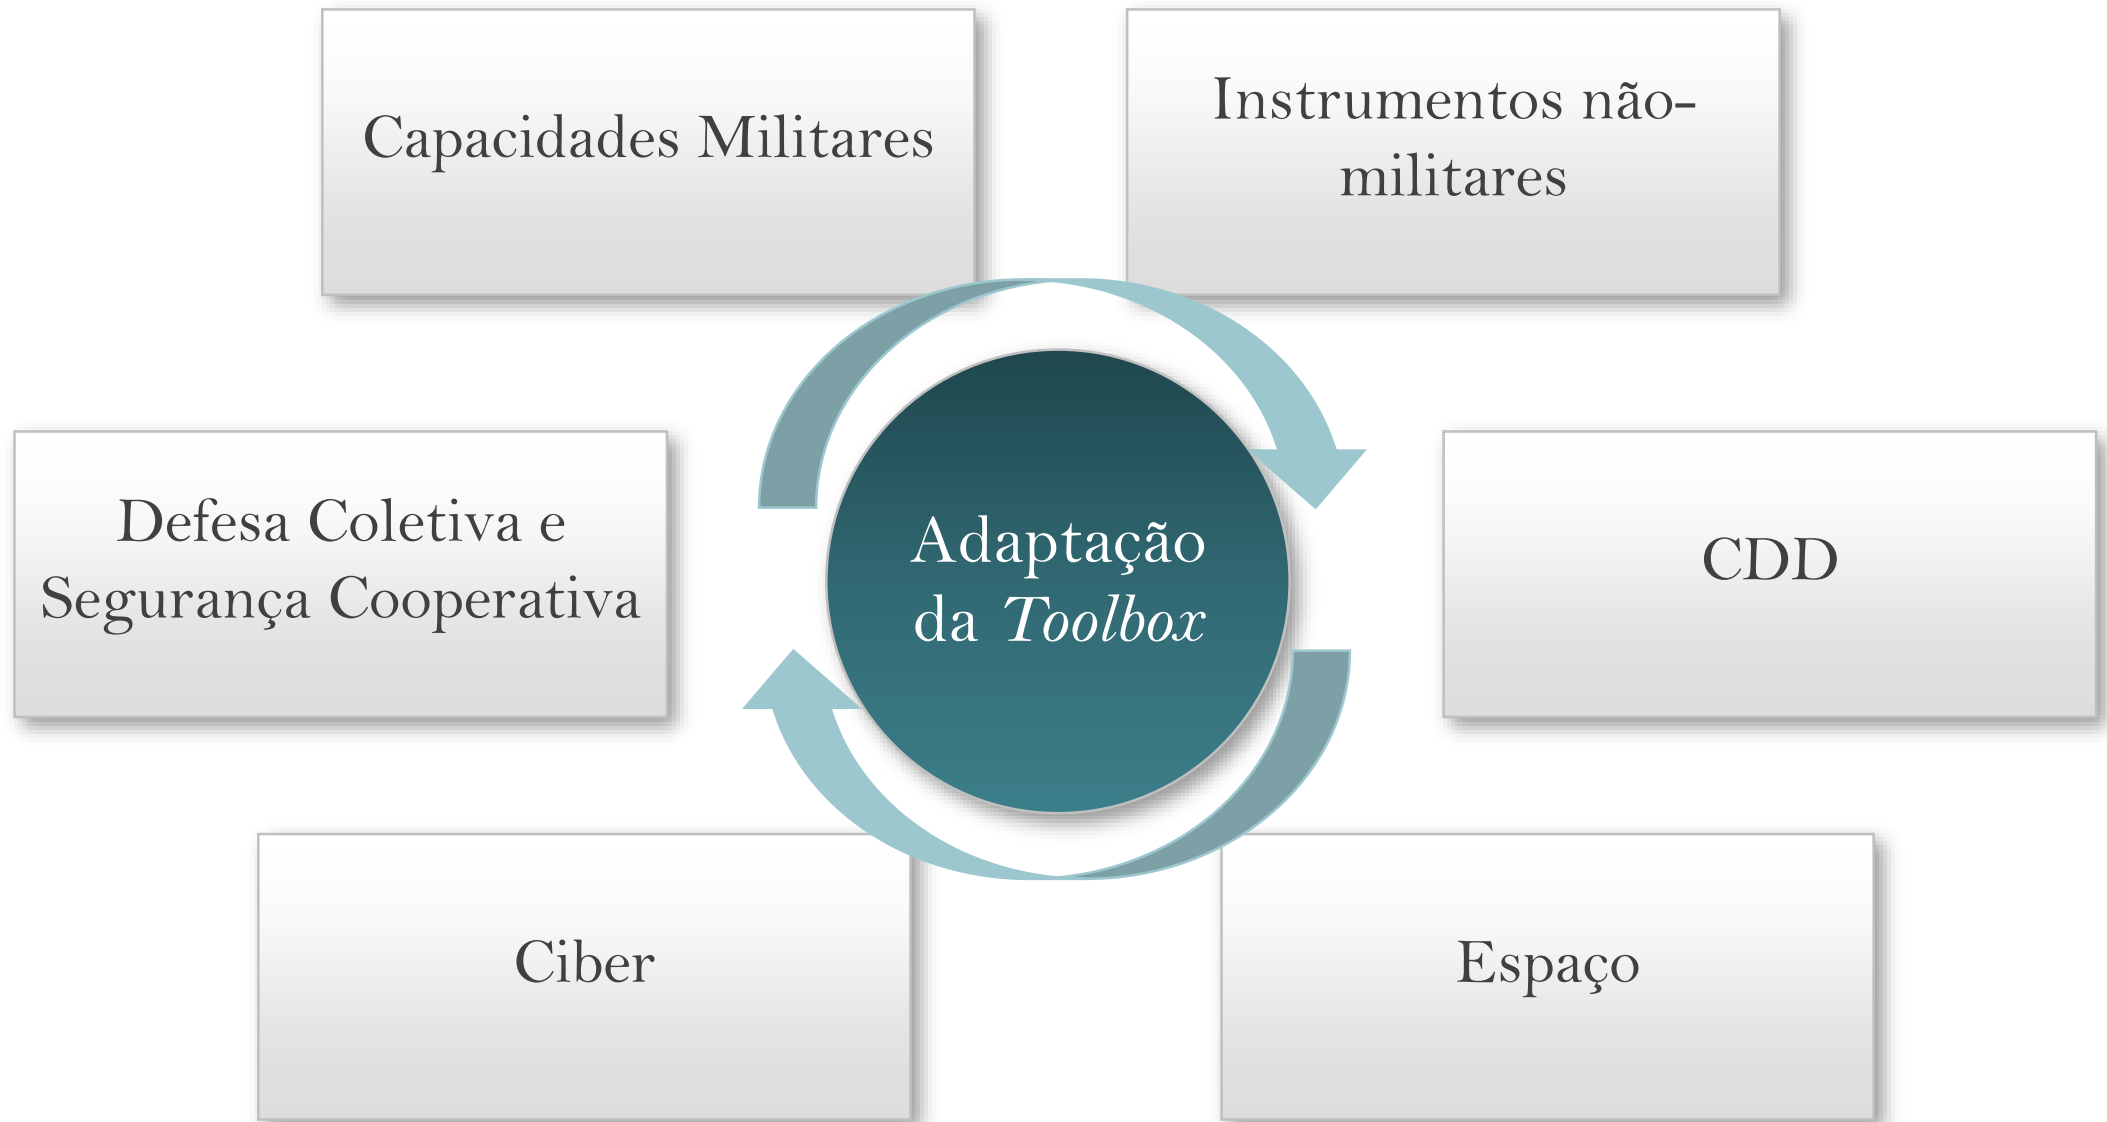 Capacidades Militares
Instrumentos não-
militares
Defesa Coletiva e
Segurança Cooperativa
Adaptação
da Toolbox
CDD
Ciber
Espaço